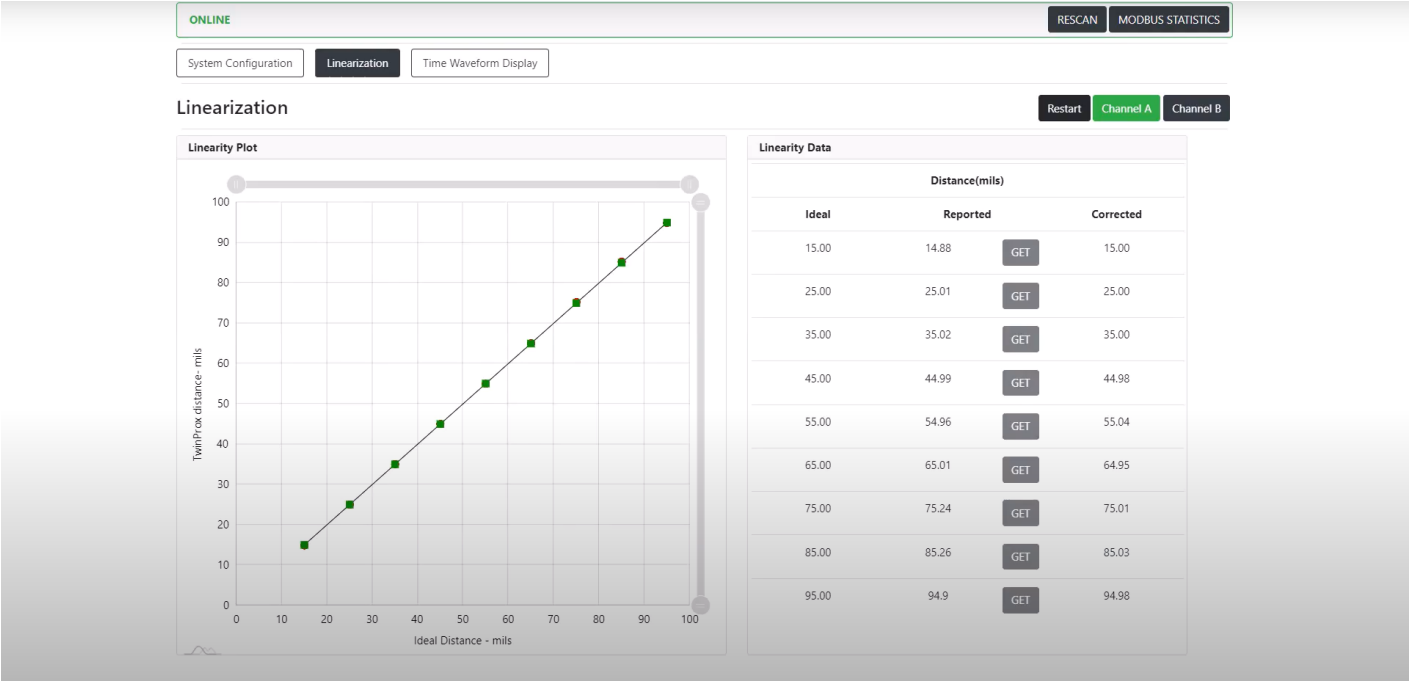 ONLINE
RESCAN
MODBUS STATISTICS
System Configuration
Linearization
Time Waveform Display
Linearization
Restart
Channel A
Channel B
Linearity Plot
100
90
80
70
60
50
40
30
20
10
0
TwinProx distance- mils
0 10 20 30 40 50 60 70 80 90 100
Ideal Distance - mils
Linearity Data
Distance(mils)
Ideal Reported Corrected
15.00 14.88 GET 15.00
25.00 25.01 GET 25.00
35.00 35.02 GET 35.00
45.00 44.99 GET 44.98
55.00 54.96 GET 55.04
65.00 65.01 GET 64.95
75.00 75.24 GET 75.01
85.00 85.26 GET 85.03
95.00 94.9 GET 94.98